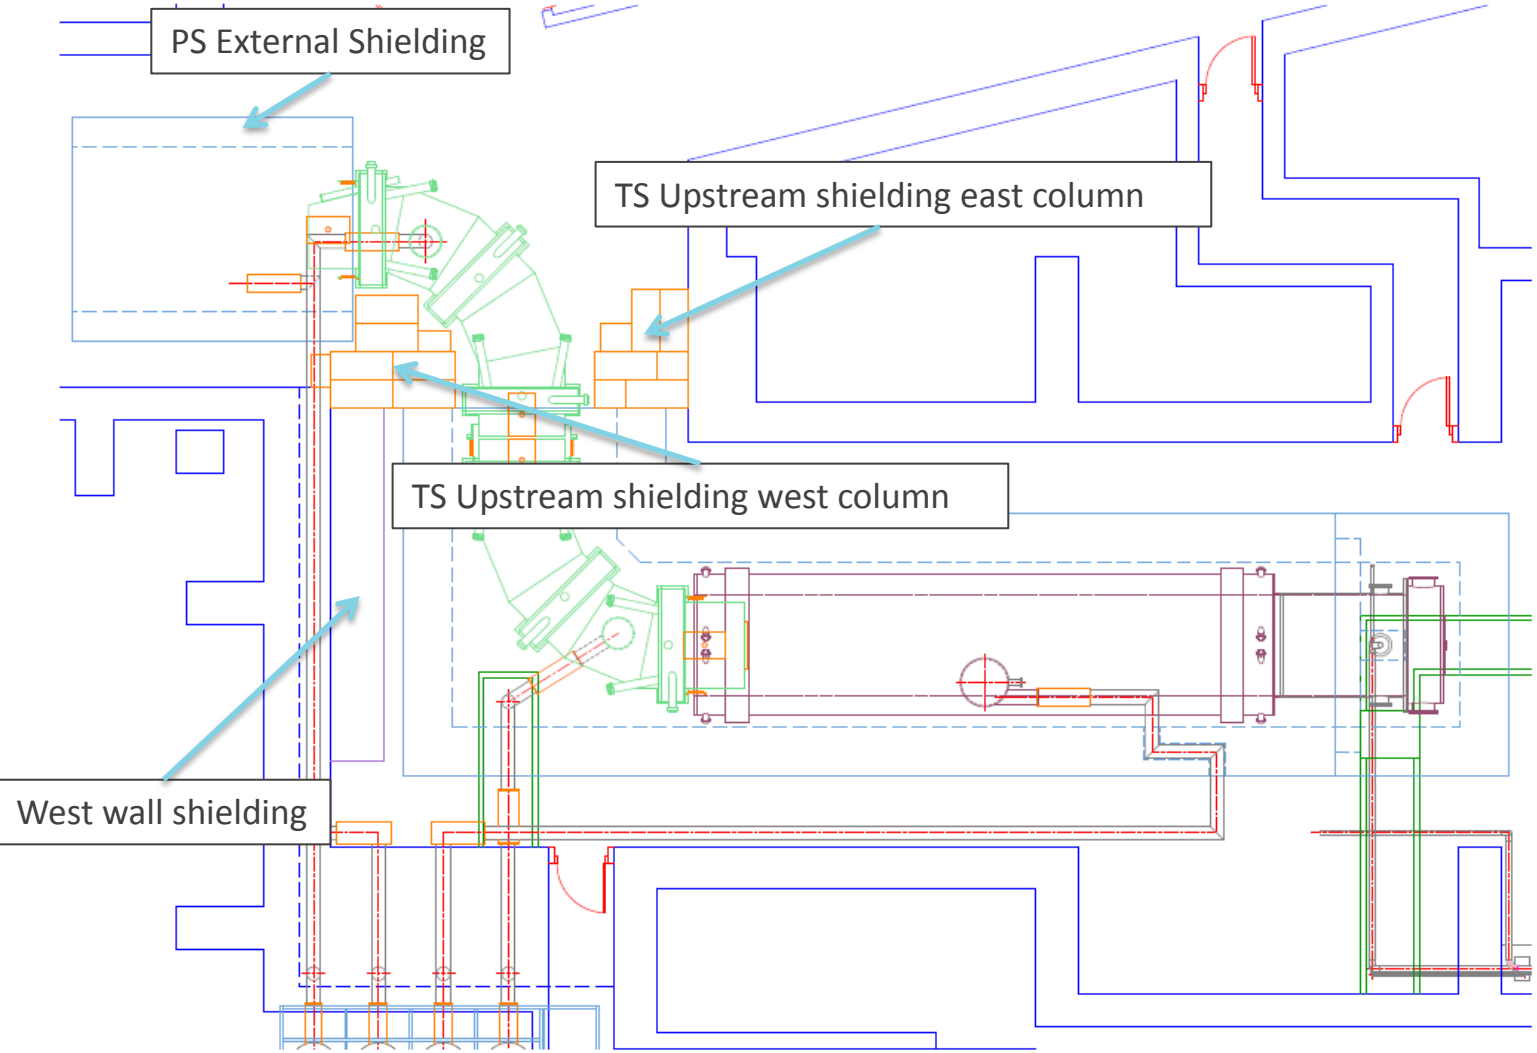 PS External Shielding
TS Upstream shielding east column
TS Upstream shielding west column
West wall shielding